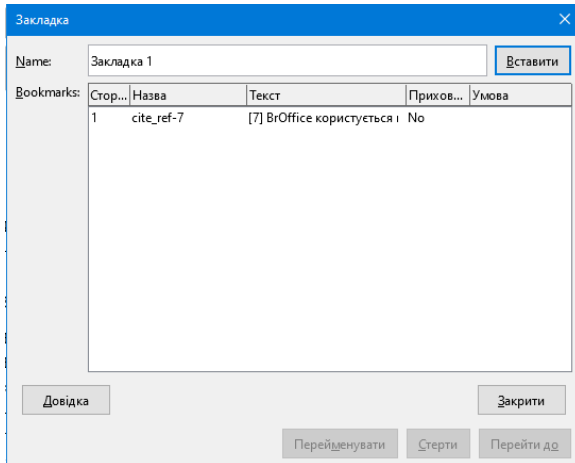 Закладка
Name: Закладка 1 Вставити
Bookmarks: Стор... Назва Текст Прихов... Умова
1 cite_ref-7 [7] BrOffice користується No
Довідка Закрити
Перейменувати Стерти Перейти до